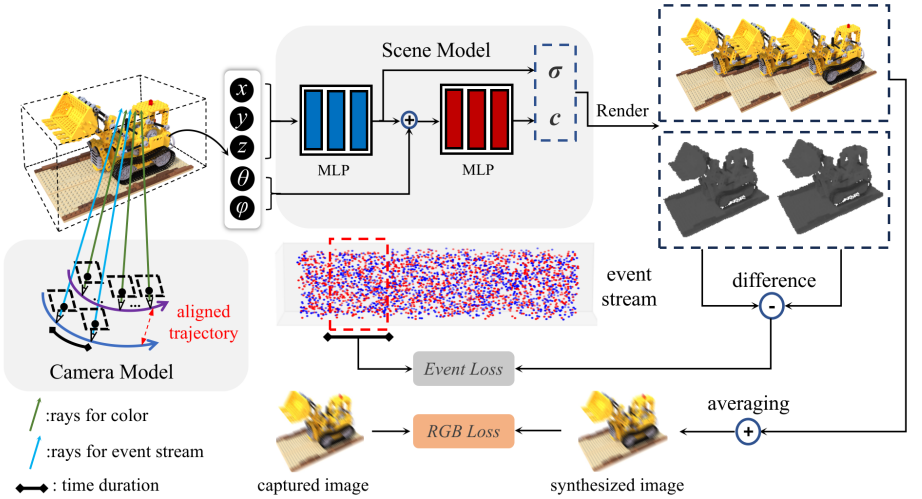 Scene Model
x
y
z
θ
φ
MLP
+
MLP
σ
c
Render
aligned
trajectory
...
Camera Model
event
stream
difference
-
Event Loss
RGB Loss
averaging
+
captured image
synthesized image
:rays for color
:rays for event stream
: time duration